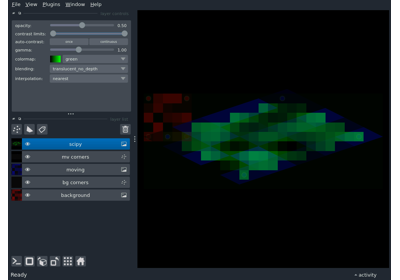 File View Plugins Window Help
layer controls
opacity: 0.50
contrast limits:
auto-contrast: once continuous
gamma: 1.00
colormap: green
blending: translucent_no_depth
interpolation: nearest
layer list
scipy
mv corners
moving
bg corners
background
Ready
activity